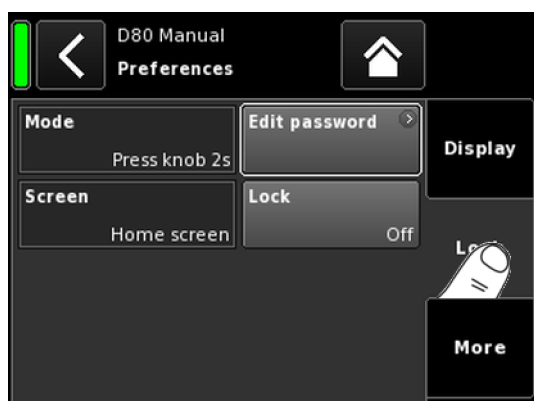 D80 Manual
Preferences
Mode
Press knob 2s
Edit password
Display
Screen
Home screen
Lock
Off
More